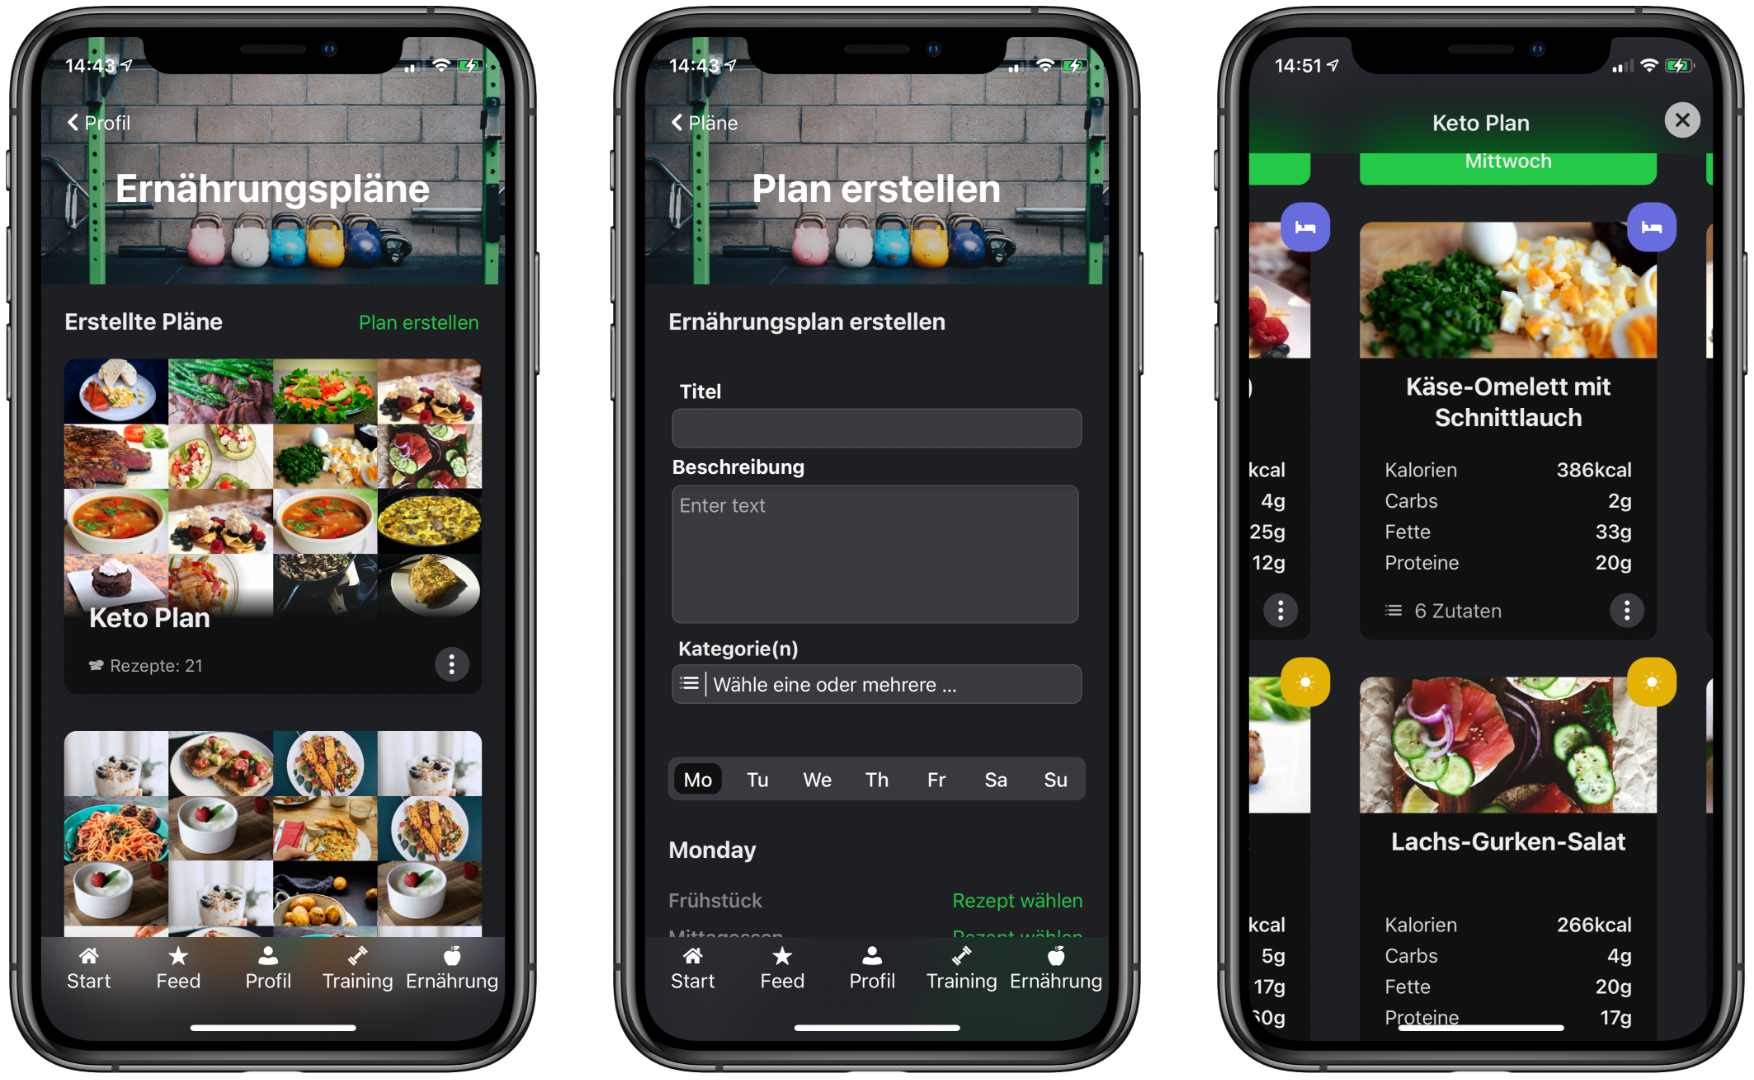 14:43
Profil
Ernährungspläne
Erstellte Pläne
Plan erstellen
Keto Plan
Rezepte: 21
Start
Feed
Profil
Training
Ernährung
14:43
Pläne
Plan erstellen
Ernährungsplan erstellen
Titel
Beschreibung
Enter text
Kategorie(n)
Wähle eine oder mehrere ...
Mo Tu We Th Fr Sa Su
Monday
Frühstück Rezept wählen
Mittagessen Rezept wählen
Start
Feed
Profil
Training
Ernährung
14:51
Keto Plan
Mittwoch
)
kcal
4g
25g
12g
Käse-Omelett mit
Schnittlauch
Kalorien 386kcal
Carbs 2g
Fette 33g
Proteine 20g
6 Zutaten
kcal
5g
17g
60g
Lachs-Gurken-Salat
Kalorien 266kcal
Carbs 4g
Fette 20g
Proteine 17g